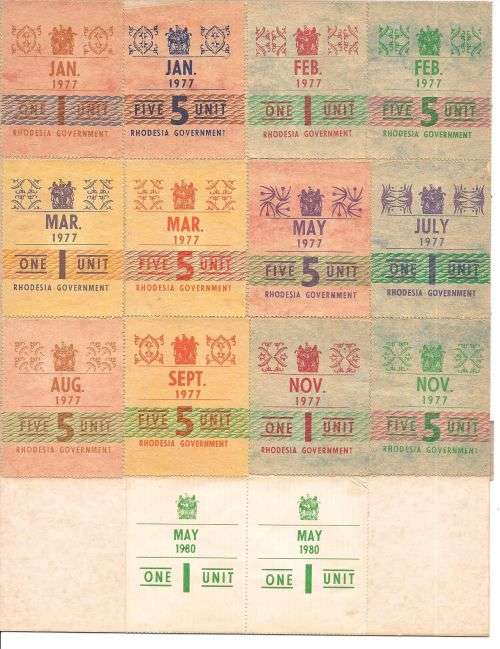 JAN.
1977
ONE 1 UNIT
RHODESIA GOVERNMENT
JAN.
1977
FIVE 5 UNIT
RHODESIA GOVERNMENT
FEB.
1977
ONE 1 UNIT
RHODESIA GOVERNMENT
FEB.
1977
FIVE 5 UNIT
RHODESIA GOVERNMENT
MAR.
1977
ONE 1 UNIT
RHODESIA GOVERNMENT
MAR.
1977
FIVE 5 UNIT
RHODESIA GOVERNMENT
MAY
1977
FIVE 5 UNIT
RHODESIA GOVERNMENT
JULY
1977
ONE 1 UNIT
RHODESIA GOVERNMENT
AUG.
1977
FIVE 5 UNIT
RHODESIA GOVERNMENT
SEPT.
1977
FIVE 5 UNIT
RHODESIA GOVERNMENT
NOV.
1977
ONE 1 UNIT
RHODESIA GOVERNMENT
NOV.
1977
FIVE 5 UNIT
RHODESIA GOVERNMENT
MAY
1980
ONE 1 UNIT
MAY
1980
ONE 1 UNIT